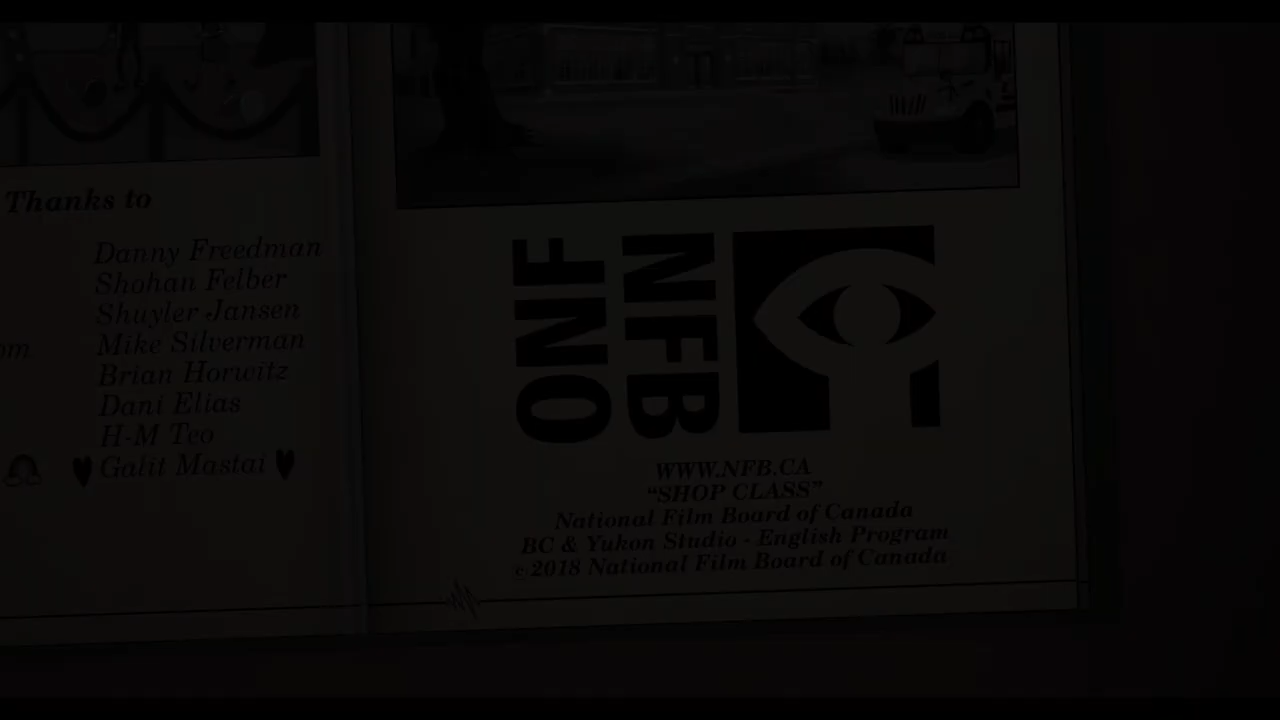 Thanks to
Danny Freedman
Shohan Felber
Shuyler Jansen
Mike Silverman
Brian Horwitz
Dani Elias
H-M Teo
Galit Mastai
NFB
ONF
WWW.NFB.CA
“SHOP CLASS”
National Film Board of Canada
BC & Yukon Studio - English Program
©2018 National Film Board of Canada